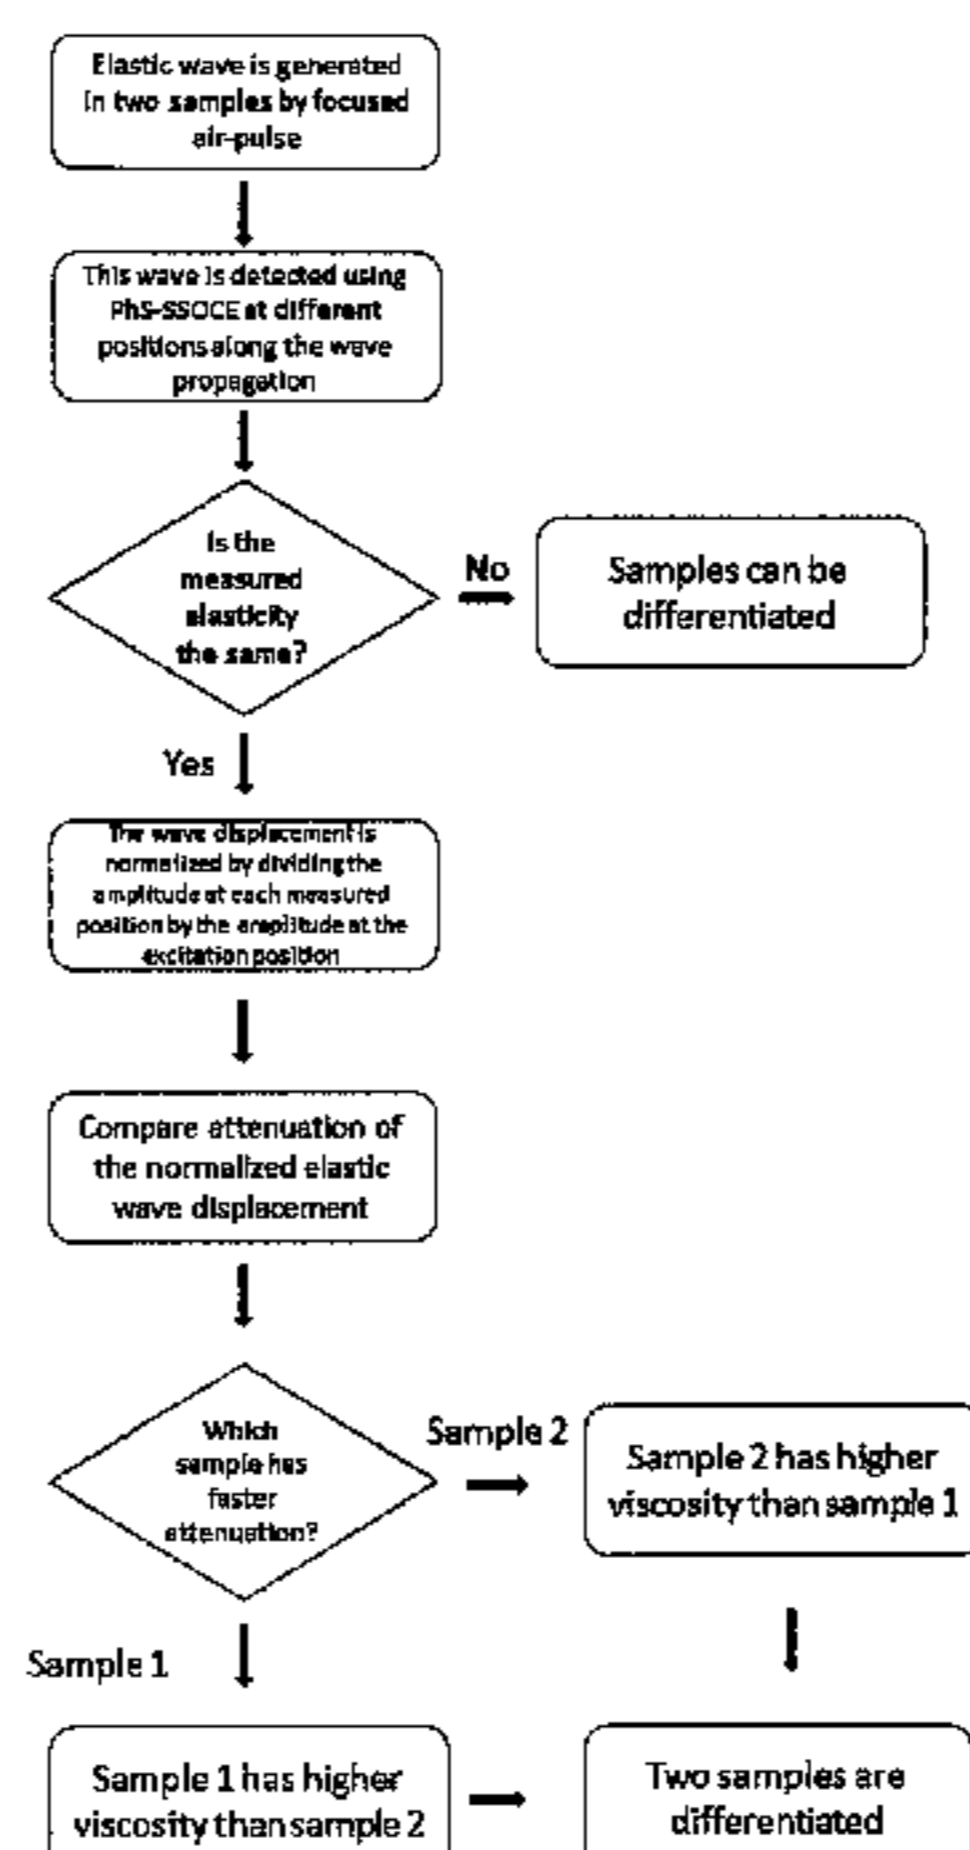 Elastic wave is generated
in two samples by focused
air-pulse
This wave is detected using
PhS-SSOCE at different
positions along the wave
propagation
Is the
measured
elasticity
the same?
No
Samples can be
differentiated
Yes
The wave displacement is
normalized by dividing the
amplitude at each measured
position by the amplitude at the
excitation position
Compare attenuation of
the normalized elastic
wave displacement
Which
sample has
faster
attenuation?
Sample 2
Sample 2 has higher
viscosity than sample 1
Sample 1
Sample 1 has higher
viscosity than sample 2
Two samples are
differentiated